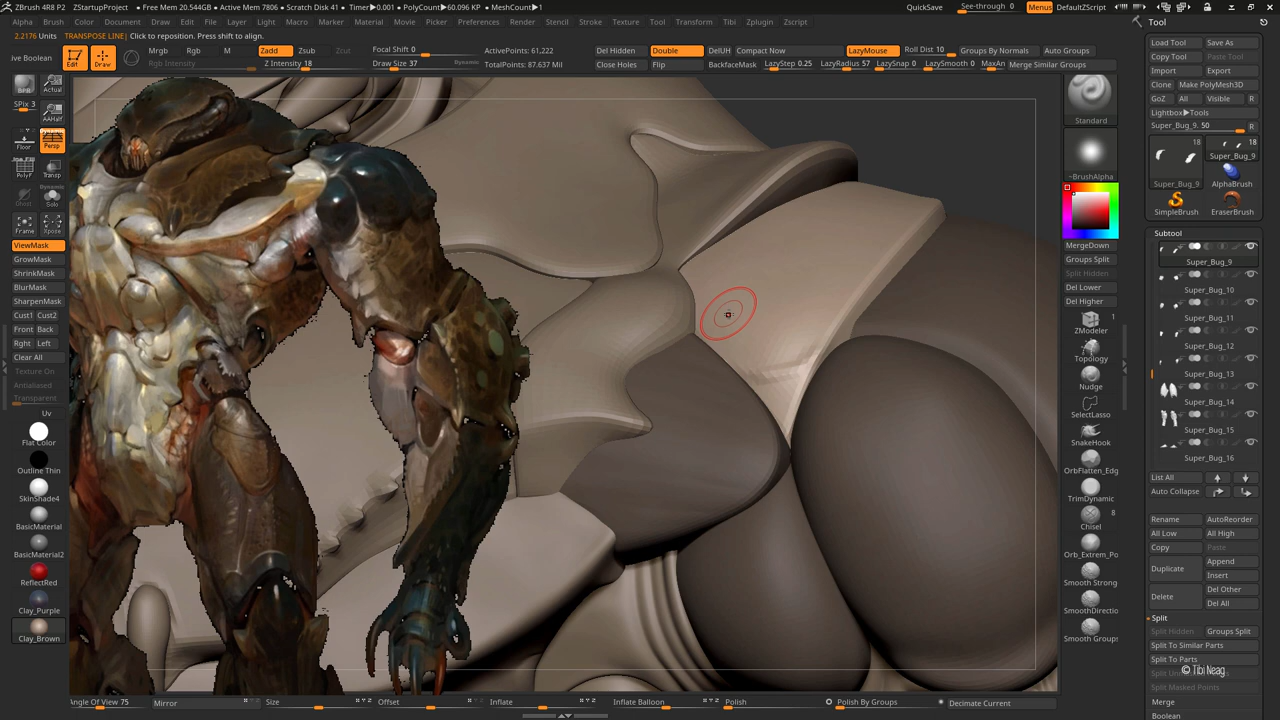 ZBrush 4R8 P2 ZStartupProject • Free Mem 20.544GB • Active Mem 7806 • Scratch Disk 41 • Timer▶0.001 • PolyCount▶60.096 KP • MeshCount▶1 QuickSave See-through 0 Menus DefaultZScript
Alpha Brush Color Document Draw Edit File Layer Light Macro Marker Material Movie Picker Preferences Render Stencil Stroke Texture Tool Transform Tibi Zplugin Zscript Tool
2.2176 Units TRANSPOSE LINE| Click to reposition. Press shift to align.
ve Boolean Edit Draw Mrgb Rgb M Zadd Zsub Zcut Focal Shift 0 ActivePoints: 61,222 Del Hidden Double DelUH Compact Now LazyMouse Roll Dist 10 Groups By Normals Auto Groups
Rgb Intensity Z Intensity 18 Draw Size 37 Dynamic TotalPoints: 87.637 Mil Close Holes Flip BackfaceMask LazyStep 0.25 LazyRadius 57 LazySnap 0 LazySmooth 0 MaxAn Merge Similar Groups
BPR Actual
SPix 3
AAHalf
Dynamic
Floor Persp
PolyF Transp
Dynamic
Ghost Solo
Frame Xpose
ViewMask
GrowMask
ShrinkMask
BlurMask
SharpenMask
Cust1 Cust2
Front Back
Rght Left
Clear All
Texture On
Antialiased
Transparent
Uv
Flat Color
Outline Thin
SkinShade4
BasicMaterial
BasicMaterial2
ReflectRed
Clay_Purple
Clay_Brown
Standard
~BrushAlpha
MergeDown
Groups Split
Split Hidden
Del Lower
Del Higher
1
ZModeler
Topology
Nudge
SelectLasso
SnakeHook
OrbFlatten_Edg
TrimDynamic
8
Chisel
Orb_Extrem_Po
Smooth Strong
SmoothDirectio
Smooth Groups
Load Tool Save As
Copy Tool Paste Tool
Import Export
Clone Make PolyMesh3D
GoZ All Visible R
Lightbox▶Tools
Super_Bug_9. 50 R
18 18
Super_Bug_9
Super_Bug_9 AlphaBrush
SimpleBrush EraserBrush
Subtool
Super_Bug_9
Super_Bug_10
Super_Bug_11
Super_Bug_12
Super_Bug_13
Super_Bug_14
Super_Bug_15
Super_Bug_16
List All
Auto Collapse
Rename AutoReorder
All Low All High
Copy Paste
Duplicate Append
Insert
Delete Del Other
Del All
Split
Split Hidden Groups Split
Split To Similar Parts
Split To Parts
© Tibi Neag
Split Masked Points
Merge
Boolean
Angle Of View 75 Mirror Size Offset Inflate Inflate Balloon Polish Polish By Groups Decimate Current